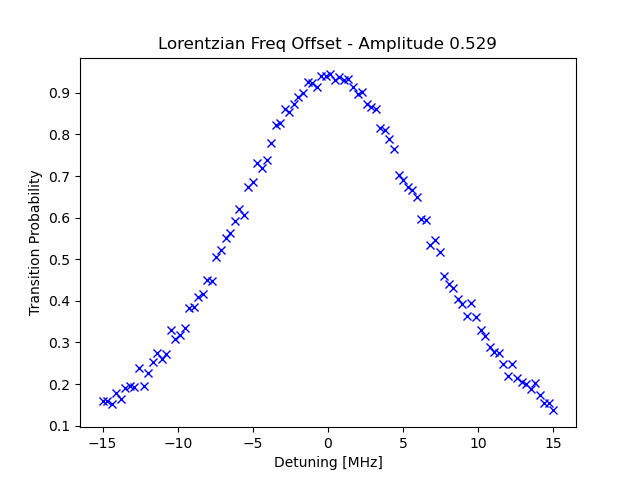 Lorentzian Freq Offset - Amplitude 0.529
Transition Probability
0.9
0.8
0.7
0.6
0.5
0.4
0.3
0.2
0.1
−15 −10 −5 0 5 10 15
Detuning [MHz]